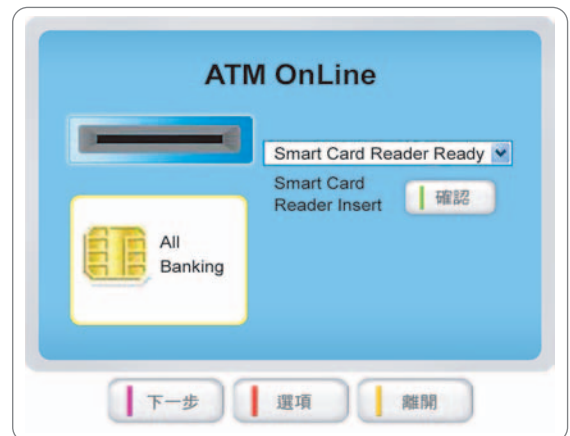 ATM OnLine
Smart Card Reader Ready
Smart Card
Reader Insert
確認
All
Banking
下一步
選項
離開